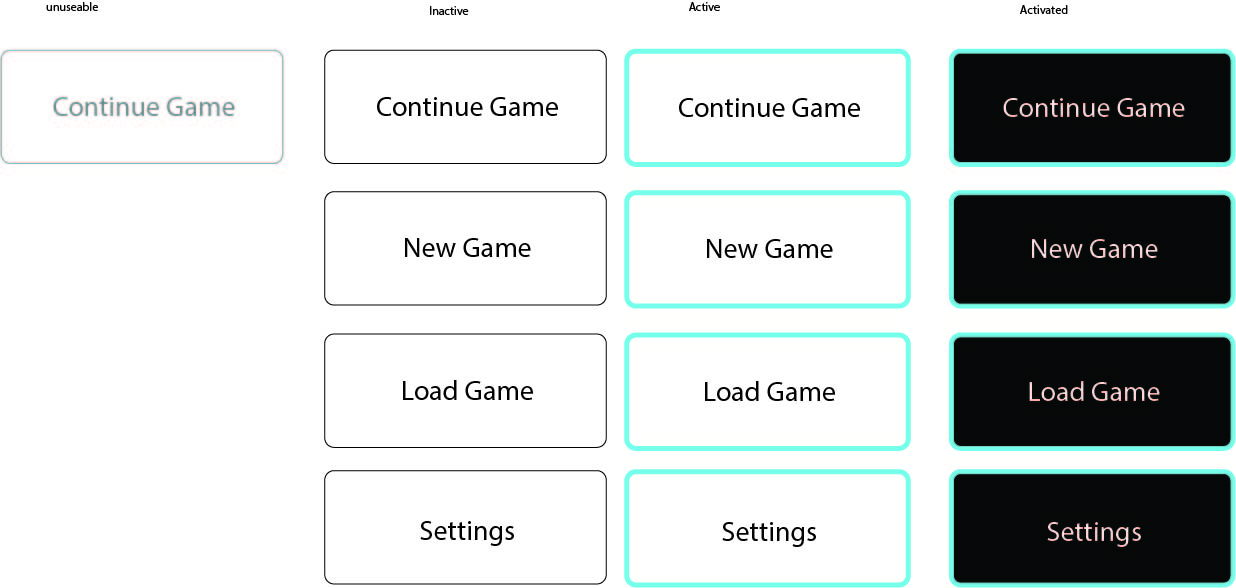 unuseable
Inactive
Active
Activated
Continue Game
Continue Game
Continue Game
Continue Game
New Game
New Game
New Game
Load Game
Load Game
Load Game
Settings
Settings
Settings